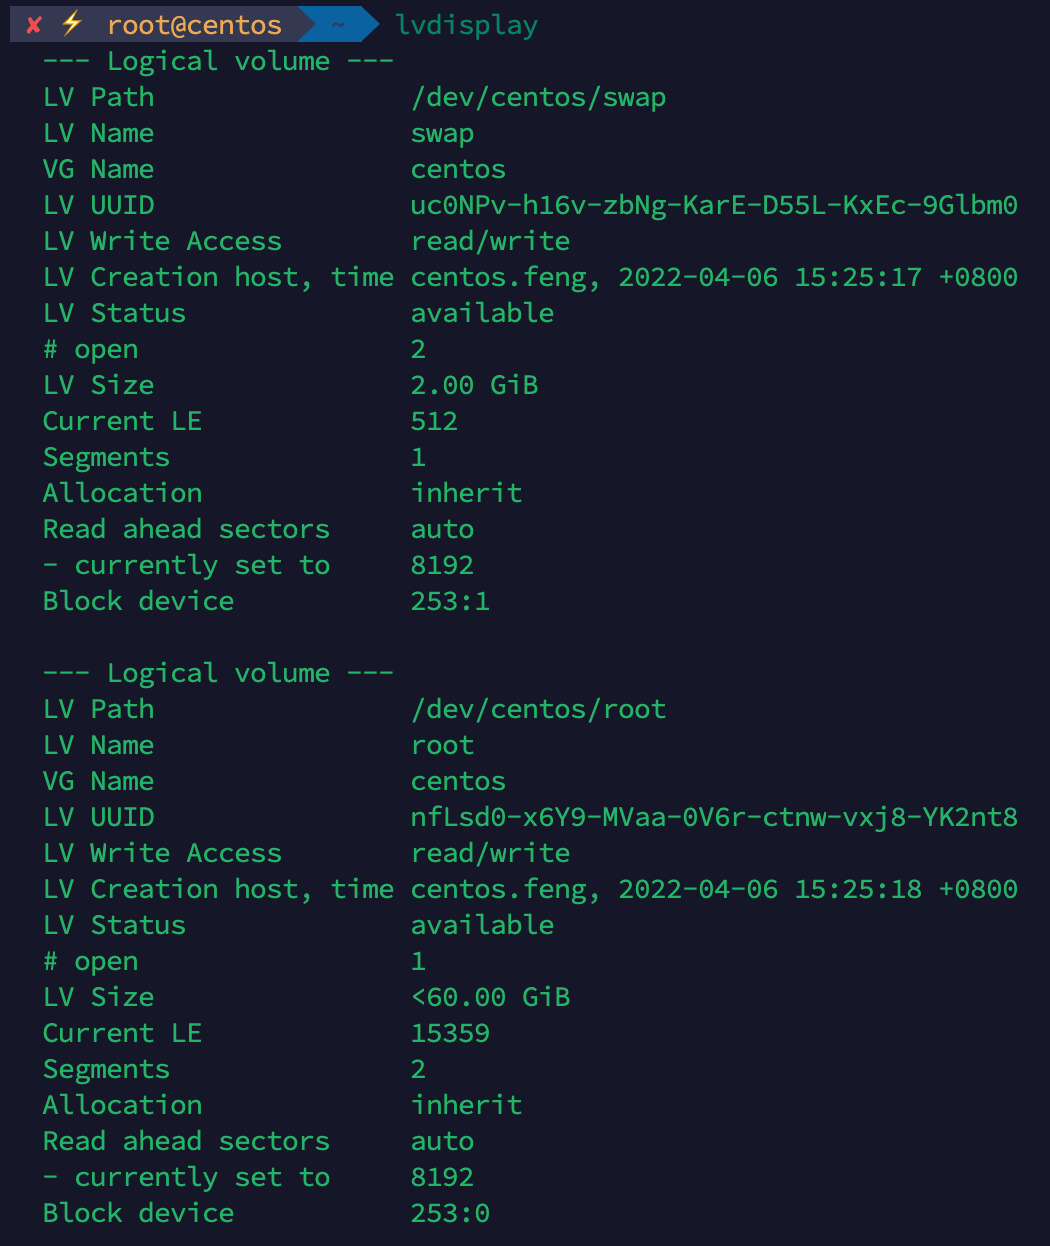 ✘ ⚡ root@centos ~ lvdisplay
--- Logical volume ---
LV Path                /dev/centos/swap
LV Name                swap
VG Name                centos
LV UUID                uc0NPv-h16v-zbNg-KarE-D55L-KxEc-9Glbm0
LV Write Access        read/write
LV Creation host, time centos.feng, 2022-04-06 15:25:17 +0800
LV Status              available
# open                 2
LV Size                2.00 GiB
Current LE             512
Segments               1
Allocation             inherit
Read ahead sectors     auto
- currently set to     8192
Block device           253:1

--- Logical volume ---
LV Path                /dev/centos/root
LV Name                root
VG Name                centos
LV UUID                nfLsd0-x6Y9-MVaa-0V6r-ctnw-vxj8-YK2nt8
LV Write Access        read/write
LV Creation host, time centos.feng, 2022-04-06 15:25:18 +0800
LV Status              available
# open                 1
LV Size                <60.00 GiB
Current LE             15359
Segments               2
Allocation             inherit
Read ahead sectors     auto
- currently set to     8192
Block device           253:0